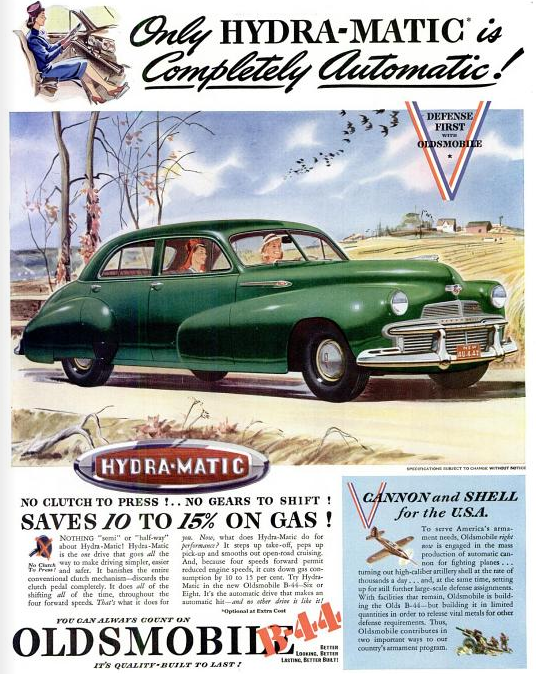 Only HYDRA-MATIC* is
Completely Automatic!
DEFENSE
FIRST
WITH
OLDSMOBILE
SPECIFICATIONS SUBJECT TO CHANGE WITHOUT NOTICE
HYDRA-MATIC
NO CLUTCH TO PRESS!..NO GEARS TO SHIFT!
SAVES 10 TO 15% ON GAS!
No Clutch
To Press!
NOTHING "semi" or "half-way"
about Hydra-Matic! Hydra-Matic
is the one drive that goes all the
way to make driving simpler, easier
and safer. It banishes the entire
conventional clutch mechanism—discards the
clutch pedal completely. It does all of the
shifting all of the time, throughout the
four forward speeds. That's what it does for
you. Now, what does Hydra-Matic do for
performance? It steps up take-off, peps up
pick-up and smooths out open-road cruising.
And, because four speeds forward permit
reduced engine speeds, it cuts down gas con-
sumption by 10 to 15 per cent. Try Hydra-
Matic in the new Oldsmobile B-44—Six or
Eight. It's the automatic drive that makes an
automatic hit—and no other drive is like it!
*Optional at Extra Cost
CANNON and SHELL
for the U.S.A.
To serve America's arma-
ment needs, Oldsmobile right
now is engaged in the mass
production of automatic can-
non for fighting planes . . .
turning out high-caliber artillery shell at the rate of
thousands a day . . . and, at the same time, setting
up for still further large-scale defense assignments.
With facilities that remain, Oldsmobile is build-
ing the Olds B-44—but building it in limited
quantities in order to release vital metals for other
defense requirements. Thus,
Oldsmobile contributes in
two important ways to our
country's armament program.
YOU CAN ALWAYS COUNT ON
OLDSMOBILE B-44
IT'S QUALITY-BUILT TO LAST!
BETTER
LOOKING, BETTER
LASTING, BETTER BUILT!